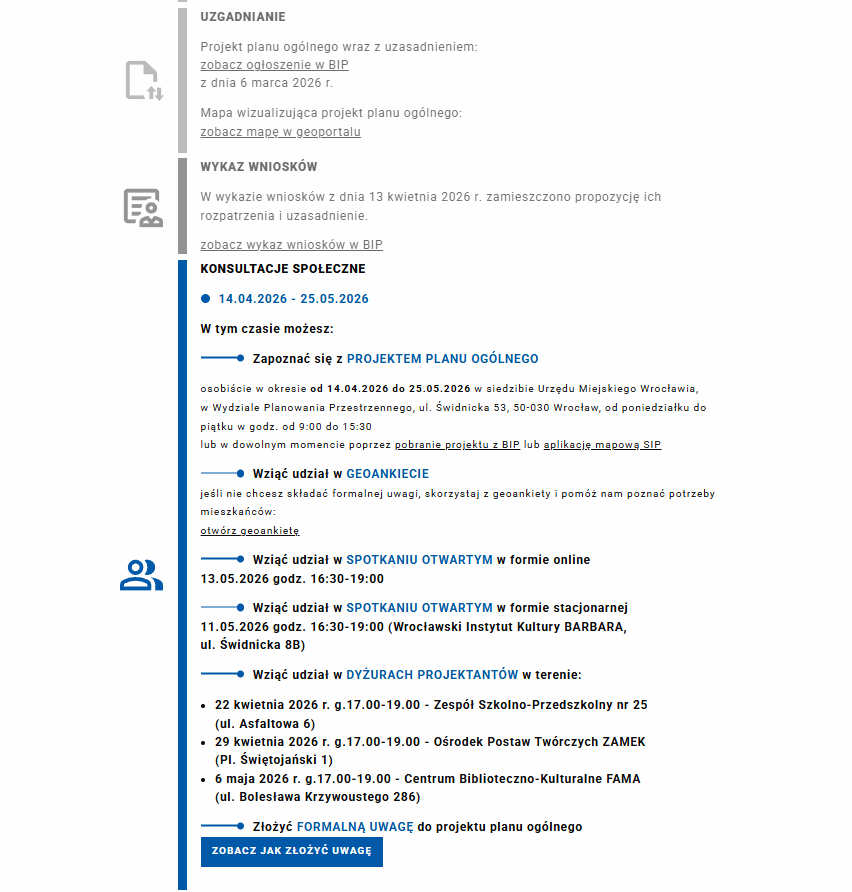 UZGADNIANIE
Projekt planu ogólnego wraz z uzasadnieniem:
zobacz ogłoszenie w BIP
z dnia 6 marca 2026 r.
Mapa wizualizująca projekt planu ogólnego:
zobacz mapę w geoportalu
WYKAZ WNIOSKÓW
W wykazie wniosków z dnia 13 kwietnia 2026 r. zamieszczono propozycję ich
rozpatrzenia i uzasadnienie.
zobacz wykaz wniosków w BIP
KONSULTACJE SPOŁECZNE
14.04.2026 - 25.05.2026
W tym czasie możesz:
Zapoznać się z PROJEKTEM PLANU OGÓLNEGO
osobiście w okresie od 14.04.2026 do 25.05.2026 w siedzibie Urzędu Miejskiego Wrocławia,
w Wydziale Planowania Przestrzennego, ul. Świdnicka 53, 50-030 Wrocław, od poniedziałku do
piątku w godz. od 9:00 do 15:30
lub w dowolnym momencie poprzez pobranie projektu z BIP lub aplikację mapową SIP
Wziąć udział w GEOANKIECIE
jeśli nie chcesz składać formalnej uwagi, skorzystaj z geoankiety i pomóż nam poznać potrzeby
mieszkańców:
otwórz geoankietę
Wziąć udział w SPOTKANIU OTWARTYM w formie online
13.05.2026 godz. 16:30-19:00
Wziąć udział w SPOTKANIU OTWARTYM w formie stacjonarnej
11.05.2026 godz. 16:30-19:00 (Wrocławski Instytut Kultury BARBARA,
ul. Świdnicka 8B)
Wziąć udział w DYŻURACH PROJEKTANTÓW w terenie:
• 22 kwietnia 2026 r. g.17.00-19.00 - Zespół Szkolno-Przedszkolny nr 25
(ul. Asfaltowa 6)
• 29 kwietnia 2026 r. g.17.00-19.00 - Ośrodek Postaw Twórczych ZAMEK
(Pl. Świętojański 1)
• 6 maja 2026 r. g.17.00-19.00 - Centrum Biblioteczno-Kulturalne FAMA
(ul. Bolesława Krzywoustego 286)
Złożyć FORMALNĄ UWAGĘ do projektu planu ogólnego
ZOBACZ JAK ZŁOŻYĆ UWAGĘ